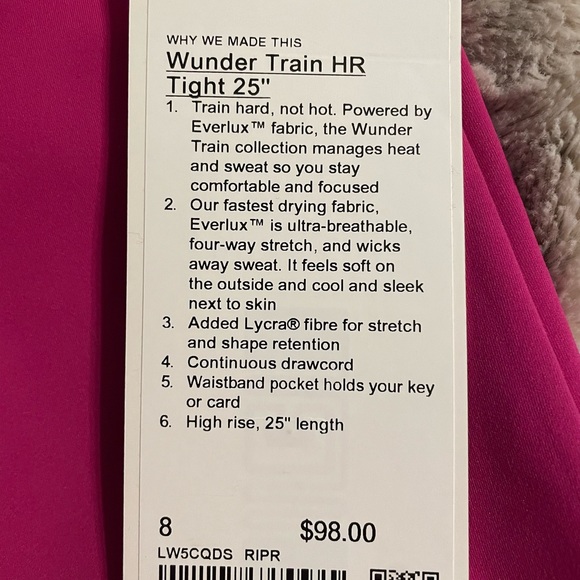 WHY WE MADE THIS
Wunder Train HR
Tight 25"
1. Train hard, not hot. Powered by
Everlux™ fabric, the Wunder
Train collection manages heat
and sweat so you stay
comfortable and focused
2. Our fastest drying fabric,
Everlux™ is ultra-breathable,
four-way stretch, and wicks
away sweat. It feels soft on
the outside and cool and sleek
next to skin
3. Added Lycra® fibre for stretch
and shape retention
4. Continuous drawcord
5. Waistband pocket holds your key
or card
6. High rise, 25" length
8 $98.00
LW5CQDS RIPR